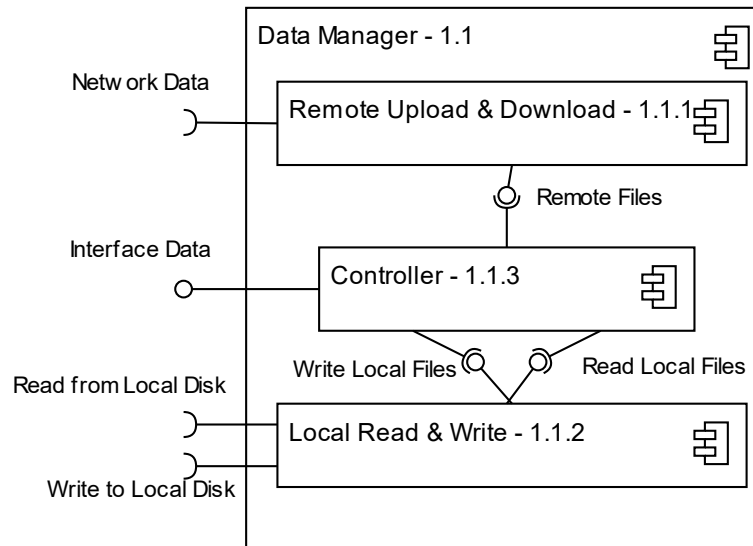 Data Manager - 1.1
Network Data
Remote Upload & Download - 1.1.1
Remote Files
Interface Data
Controller - 1.1.3
Write Local Files
Read Local Files
Read from Local Disk
Local Read & Write - 1.1.2
Write to Local Disk